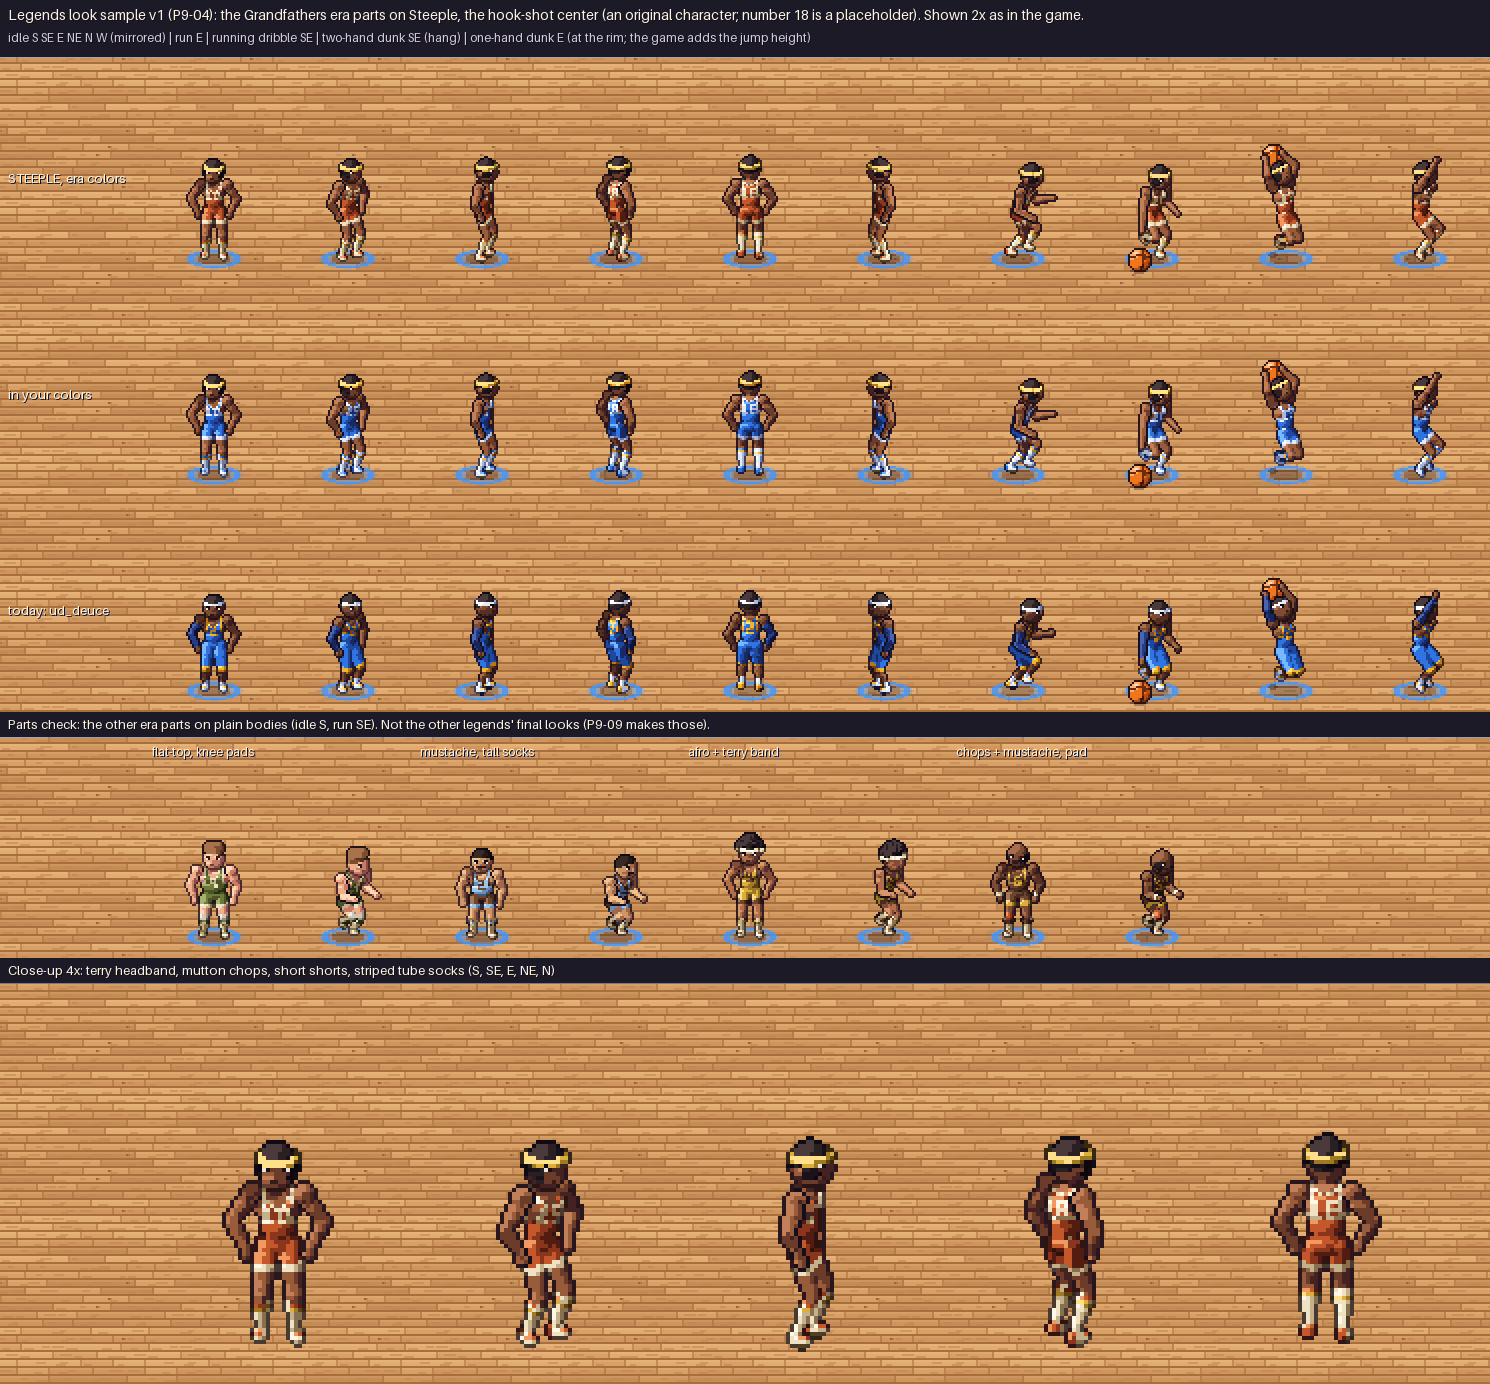 Legends look sample v1 (P9-04): the Grandfathers era parts on Steeple, the hook-shot center (an original character; number 18 is a placeholder). Shown 2x as in the game.
idle S SE E NE N W (mirrored) | run E | running dribble SE | two-hand dunk SE (hang) | one-hand dunk E (at the rim; the game adds the jump height)
STEEPLE, era colors
in your colors
today: ud_deuce
2
Parts check: the other era parts on plain bodies (idle S, run SE). Not the other legends' final looks (P9-09 makes those).
flat-top, knee pads
mustache, tall socks
afro + terry band
chops + mustache, pad
Close-up 4x: terry headband, mutton chops, short shorts, striped tube socks (S, SE, E, NE, N)